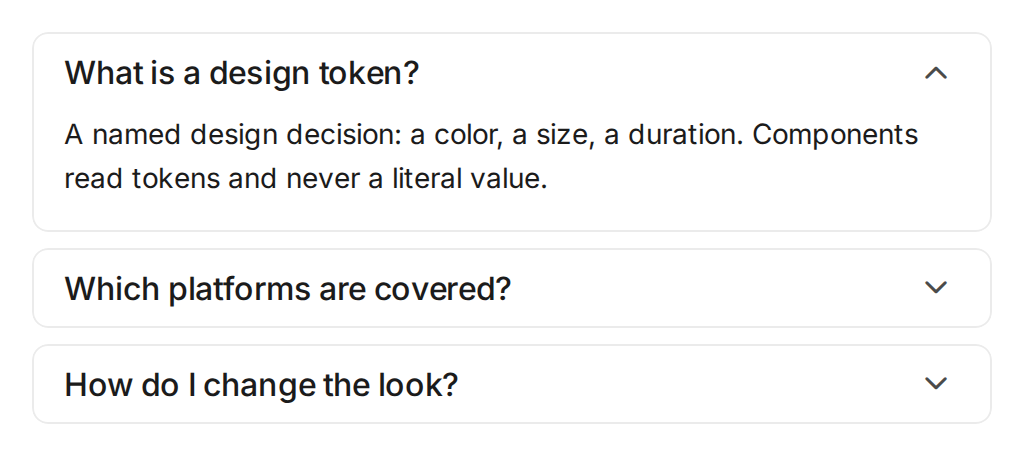 What is a design token?
A named design decision: a color, a size, a duration. Components
read tokens and never a literal value.
Which platforms are covered?
How do I change the look?